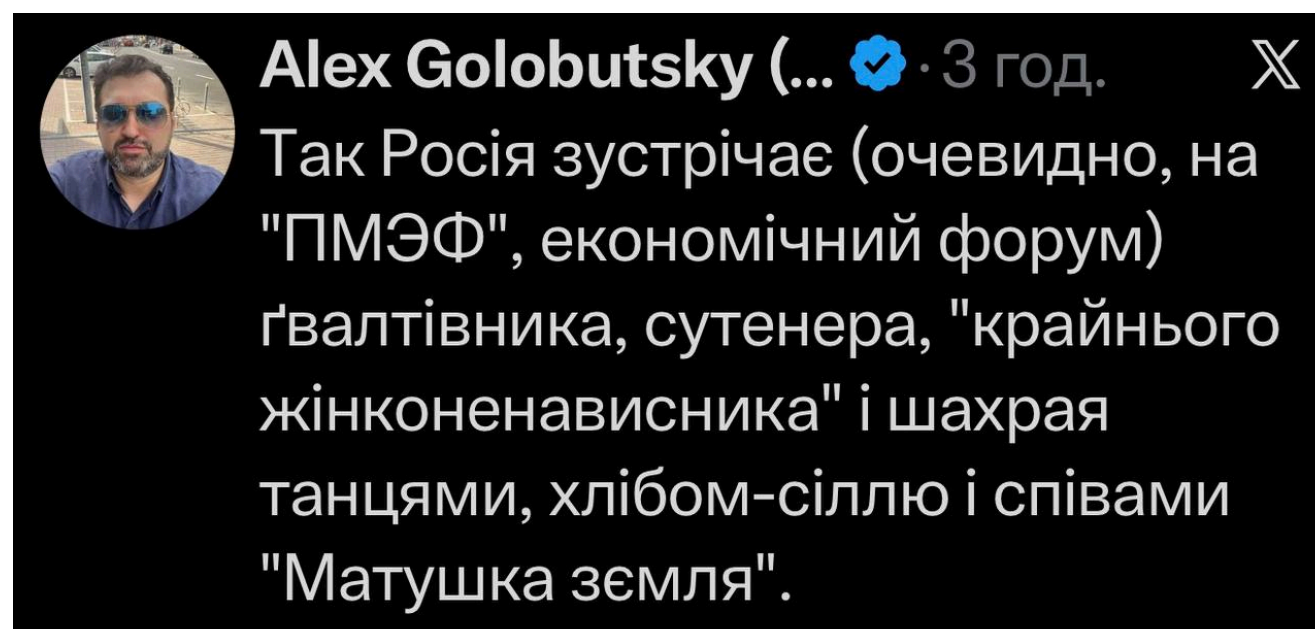 Alex Golobutsky (... · 3 год.
Так Росія зустрічає (очевидно, на
"ПМЭФ", економічний форум)
ґвалтівника, сутенера, "крайнього
жінконенависника" і шахрая
танцями, хлібом-сіллю і співами
"Матушка зємля".